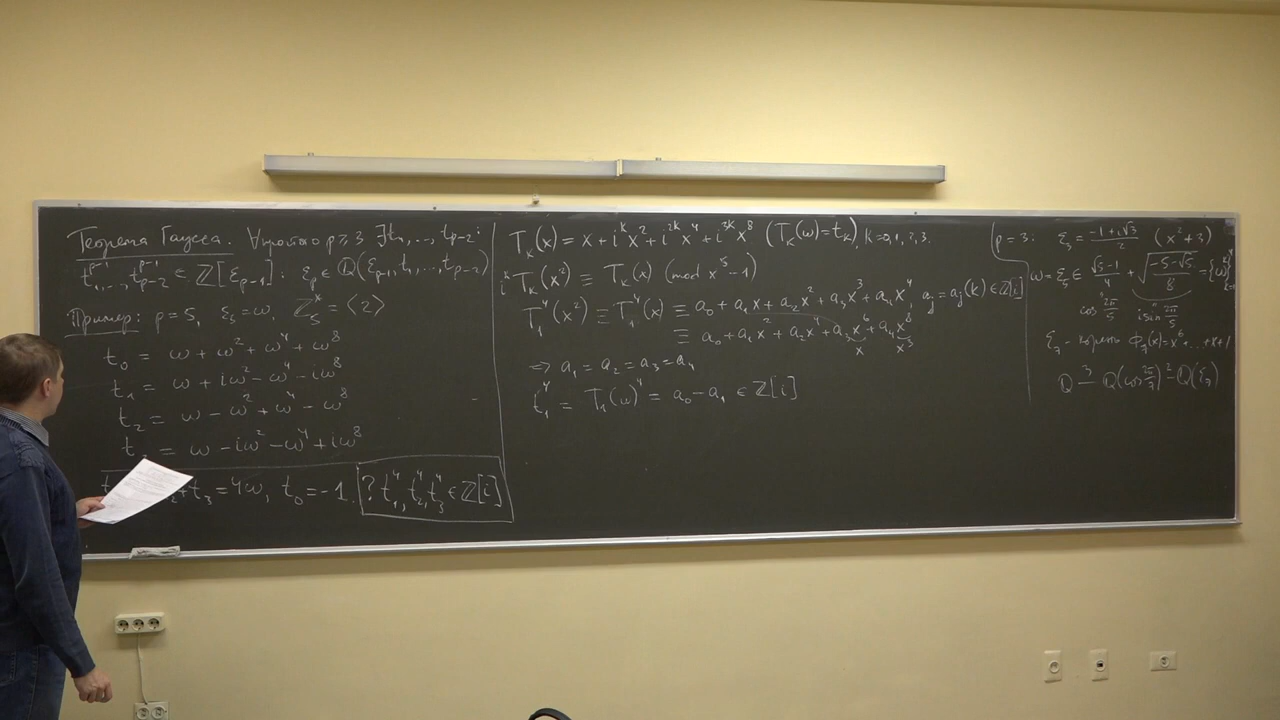 Теорема Гаусса. ∀ простого p ≥ 3 ∃ t₁, ..., t_{p-2}:
t₁^{p-1}, ..., t_{p-2}^{p-1} ∈ ℤ[ε_{p-1}]: ε_p ∈ ℚ(ε_{p-1}, t₁, ..., t_{p-2})
Пример: p = 5, ε₅ = ω, ℤ₅^* = ⟨2⟩
t₀ = ω + ω² + ω⁴ + ω⁸
t₁ = ω + iω² − ω⁴ − iω⁸
t₂ = ω − ω² + ω⁴ − ω⁸
= ω − iω² − ω⁴ + iω⁸
+ t₃ = 4ω, t₀ = −1. ? t₁⁴, t₂⁴, t₃⁴ ∈ ℤ[i]
T_k(x) = x + i^k x² + i^{2k} x⁴ + i^{3k} x⁸ (T_k(ω) = t_k) k = 0, 1, 2, 3.
i^k T_k(x²) ≡ T_k(x) (mod x⁵ − 1)
T₁⁴(x²) ≡ T₁⁴(x) ≡ a₀ + a₁x + a₂x² + a₃x³ + a₄x⁴, a_j = a_j(k) ∈ ℤ[i]
≡ a₀ + a₁x² + a₂x⁴ + a₃x⁶ + a₄x⁸
x x³
⇒ a₁ = a₂ = a₃ = a₄
t₁⁴ = T₁(ω)⁴ = a₀ − a₁ ∈ ℤ[i]
p = 3: ε₃ = (−1 + i√3)/2 (x² + 3)
ω = ε₅ ∈ (√5 − 1)/4 + √((−5 − √5)/8)
cos 2π/5 i sin 2π/5
ε₇ - корень Φ₇(x) = x⁶ + ... + x + 1
ℚ —3— ℚ(cos 2π/7) —2— ℚ(ε₇)